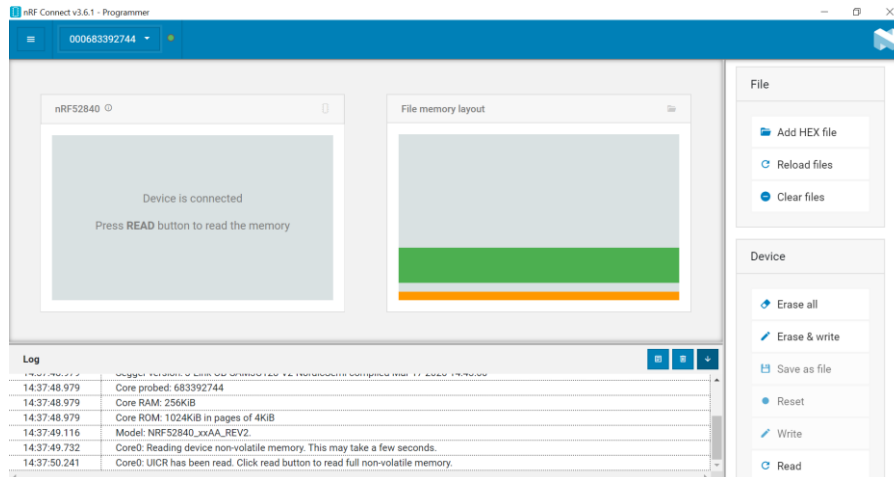 nRF Connect v3.6.1 - Programmer
000683392744
nRF52840
Device is connected
Press READ button to read the memory
File memory layout
File
Add HEX file
Reload files
Clear files
Device
Erase all
Erase & write
Save as file
Reset
Write
Read
Log
14:37:48.979 Core probed: 683392744
14:37:48.979 Core RAM: 256KiB
14:37:48.979 Core ROM: 1024KiB in pages of 4KiB
14:37:49.116 Model: NRF52840_xxAA_REV2.
14:37:49.732 Core0: Reading device non-volatile memory. This may take a few seconds.
14:37:50.241 Core0: UICR has been read. Click read button to read full non-volatile memory.